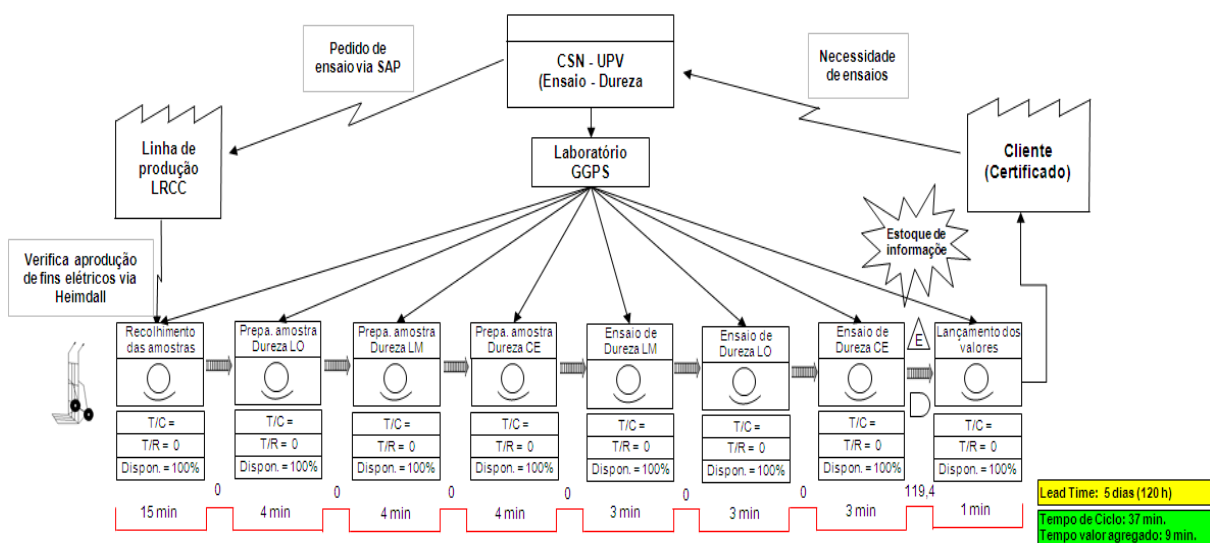 Pedido de
ensaio via SAP
CSN - UPV
(Ensaio - Dureza
Necessidade
de ensaios
Linha de
produção
LRCC
Laboratório
GGPS
Cliente
(Certificado)
Estoque de
informaçõe
Verifica aprodução
de fins elétricos via
Heimdall
Recolhimento
das amostras
Prepa. amostra
Dureza LO
Prepa. amostra
Dureza LM
Prepa. amostra
Dureza CE
Ensaio de
Dureza LM
Ensaio de
Dureza LO
Ensaio de
Dureza CE
E
Lançamento dos
valores
T/C =
T/R = 0
Dispon. = 100%
T/C =
T/R = 0
Dispon. = 100%
T/C =
T/R = 0
Dispon. = 100%
T/C =
T/R = 0
Dispon. = 100%
T/C =
T/R = 0
Dispon. = 100%
T/C =
T/R = 0
Dispon. = 100%
T/C =
T/R = 0
Dispon. = 100%
T/C =
T/R = 0
Dispon. = 100%
0 0 0 0 0 0 119,4
15 min 4 min 4 min 4 min 3 min 3 min 3 min 1 min
Lead Time: 5 dias (120 h)
Tempo de Ciclo: 37 min.
Tempo valor agregado: 9 min.